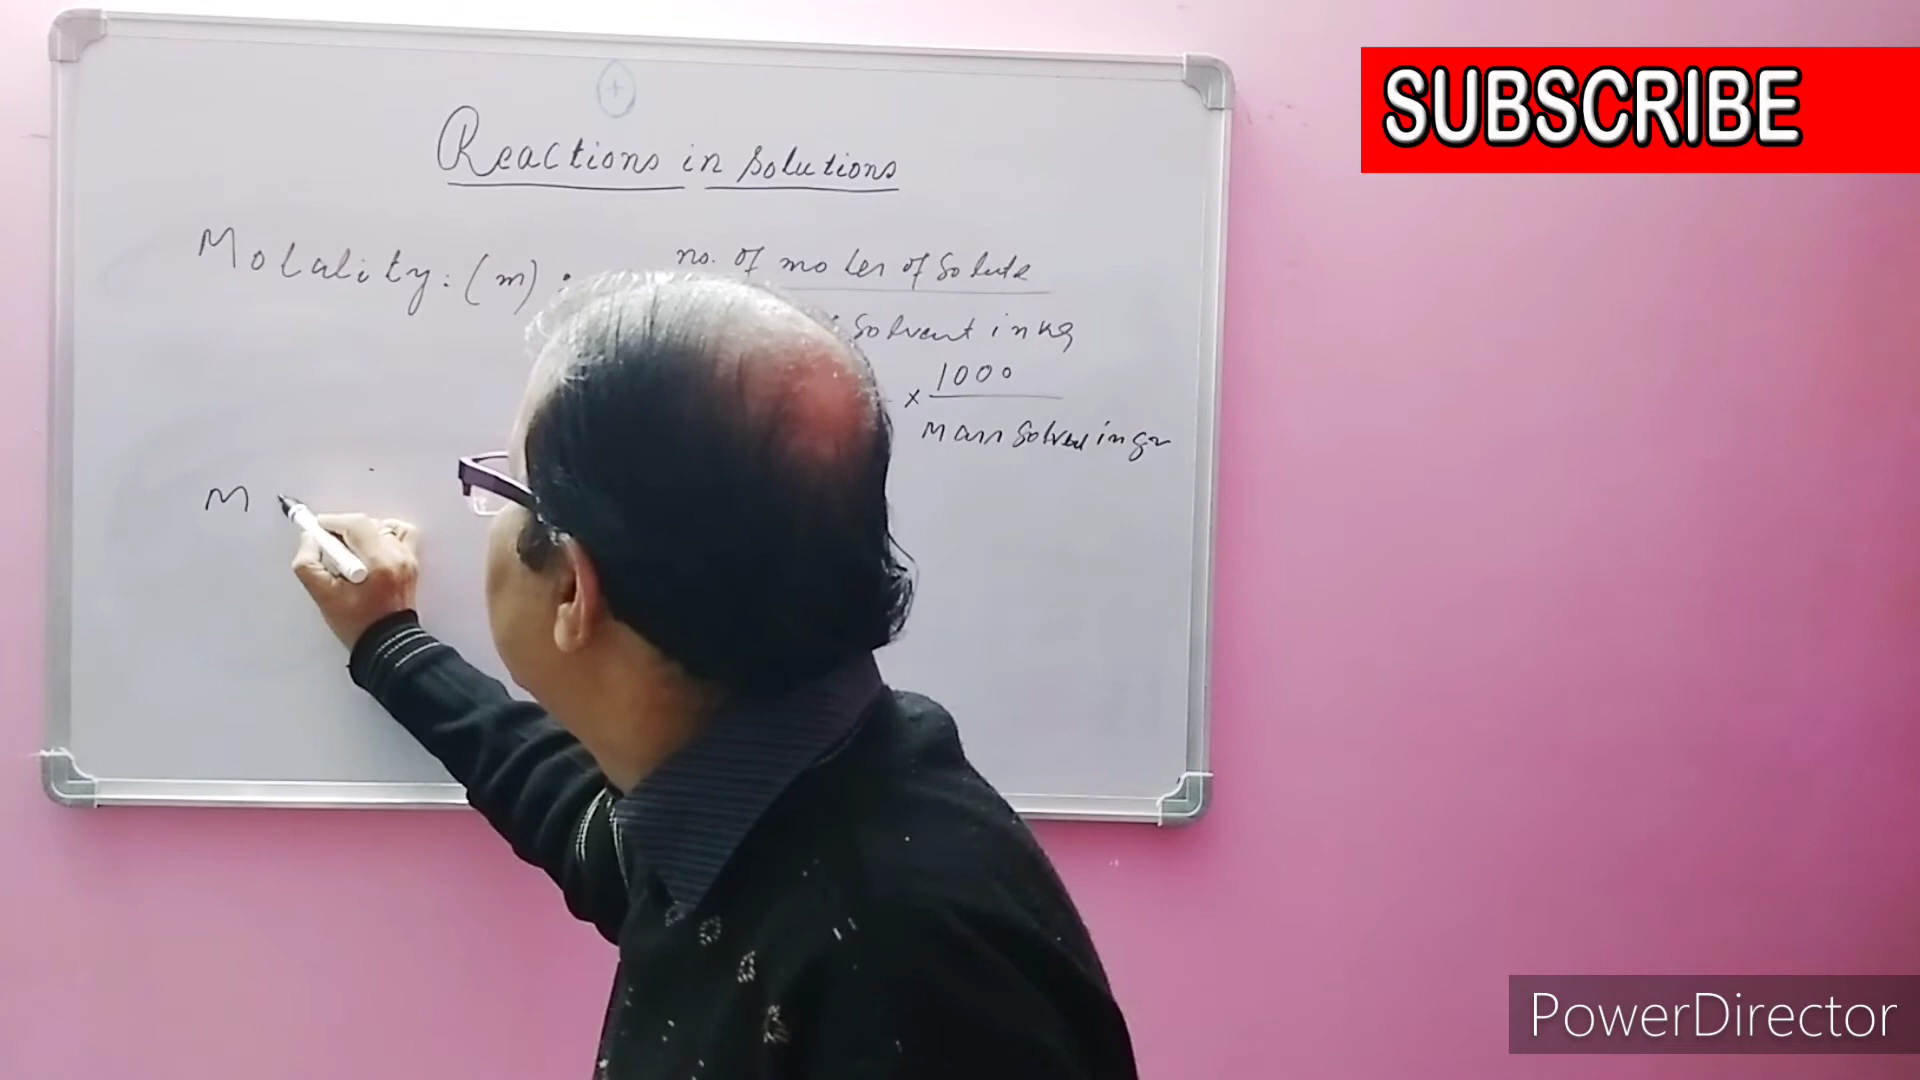 SUBSCRIBE
+
Reactions in solutions
Molality: (m) : no. of moles of Solute
Solvent in kg
× 1000
Mass Solvent in gr
M
PowerDirector